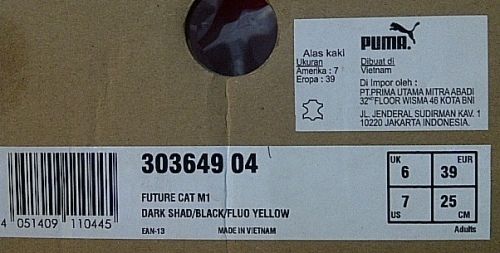 PUMA
Alas kaki
Ukuran
Amerika : 7
Eropa : 39
Dibuat di
Vietnam
Di Impor oleh :
PT.PRIMA UTAMA MITRA ABADI
32ND FLOOR WISMA 46 KOTA BNI
JL. JENDERAL SUDIRMAN KAV. 1
10220 JAKARTA INDONESIA.
303649 04
FUTURE CAT M1
DARK SHAD/BLACK/FLUO YELLOW
EAN-13 MADE IN VIETNAM
4 051409 110445
UK 6 39 EUR
US 7 25 CM
Adults